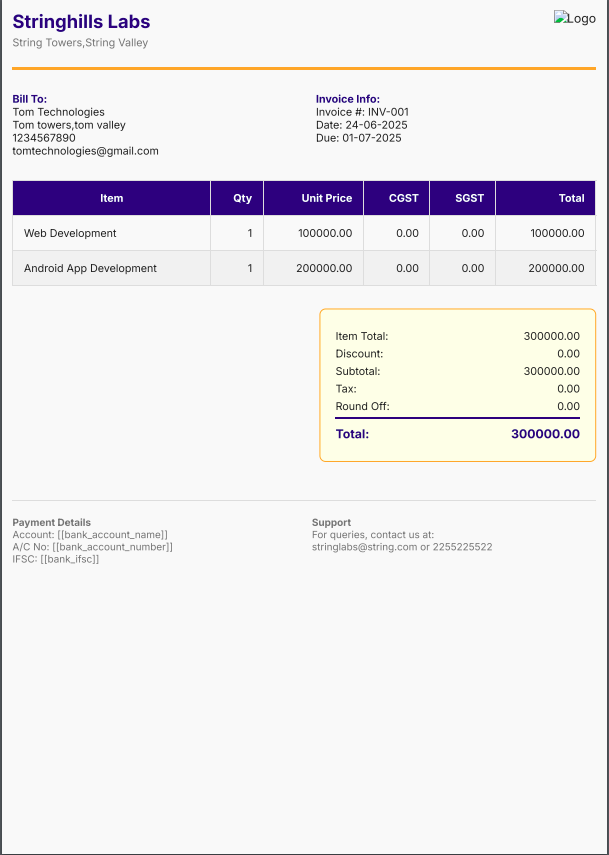 Stringhills Labs
Logo
String Towers,String Valley
Bill To:
Tom Technologies
Tom towers,tom valley
1234567890
tomtechnologies@gmail.com
Invoice Info:
Invoice #: INV-001
Date: 24-06-2025
Due: 01-07-2025
Item Qty Unit Price CGST SGST Total
Web Development 1 100000.00 0.00 0.00 100000.00
Android App Development 1 200000.00 0.00 0.00 200000.00
Item Total: 300000.00
Discount: 0.00
Subtotal: 300000.00
Tax: 0.00
Round Off: 0.00
Total: 300000.00
Payment Details
Account: [[bank_account_name]]
A/C No: [[bank_account_number]]
IFSC: [[bank_ifsc]]
Support
For queries, contact us at:
stringlabs@string.com or 2255225522